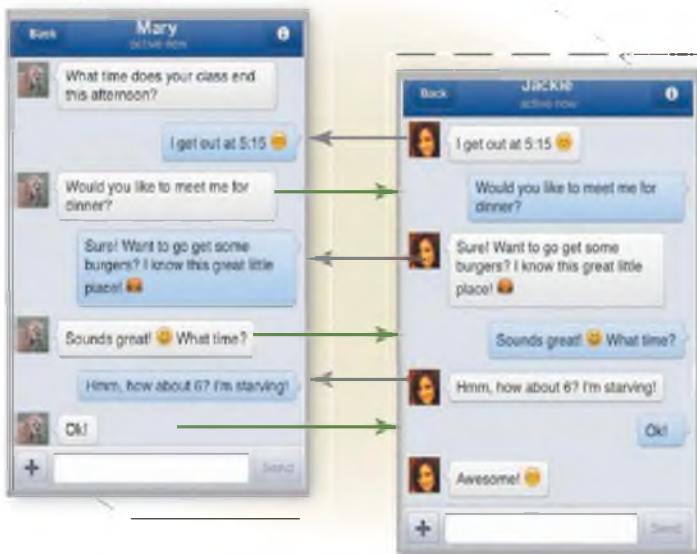 Back
Mary
active now
What time does your class end
this afternoon?
I get out at 5:15
Would you like to meet me for
dinner?
Sure! Want to go get some
burgers? I know this great little
place!
Sounds great! What time?
Hmm, how about 6? I'm starving!
Ok!
Send
Back
Jackie
active now
I get out at 5:15
Would you like to meet me for
dinner?
Sure! Want to go get some
burgers? I know this great little
place!
Sounds great! What time?
Hmm, how about 6? I'm starving!
Ok!
Awesome!
Send